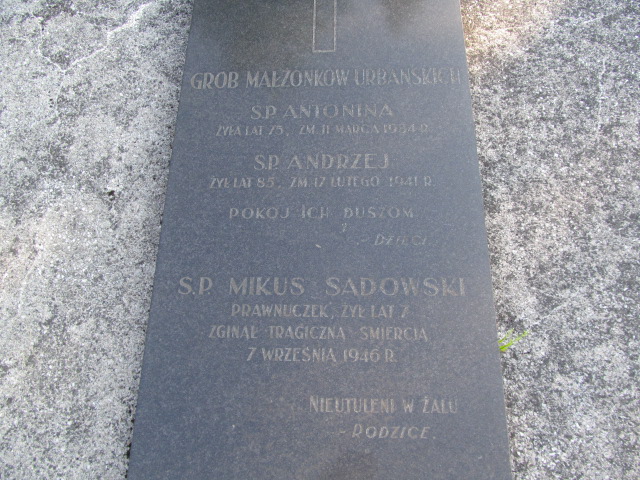 GRÓB MAŁŻONKÓW URBAŃSKICH
Ś.P. ANTONINA
ŻYŁA LAT 75, ZM. 11 MARCA 1934 R.
Ś.P. ANDRZEJ
ŻYŁ LAT 85, ZM. 17 LUTEGO 1941 R.
POKÓJ ICH DUSZOM
- DZIECI.
Ś.P. MIKUŚ SADOWSKI
PRAWNUCZEK, ŻYŁ LAT 7
ZGINĄŁ TRAGICZNĄ ŚMIERCIĄ
7 WRZEŚNIA 1946 R.
NIEUTULENI W ŻALU
- RODZICE.